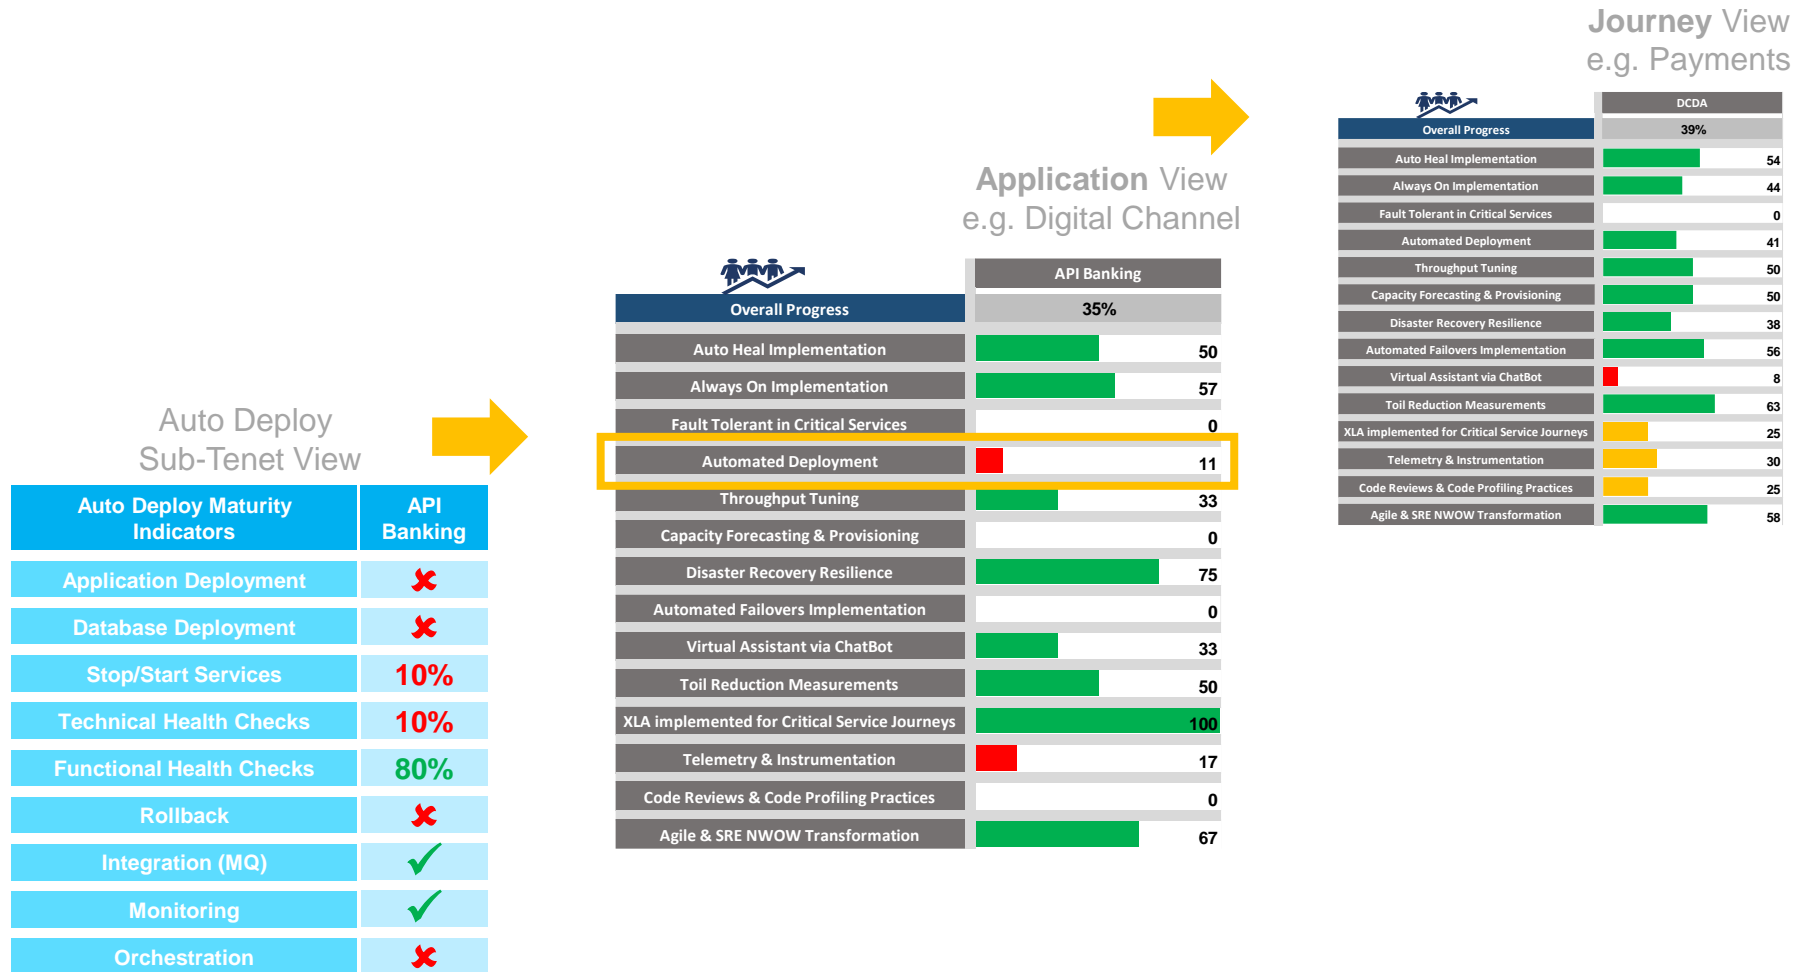 Journey View
e.g. Payments
DCDA
Overall Progress 39%
Auto Heal Implementation 54
Always On Implementation 44
Fault Tolerant in Critical Services 0
Automated Deployment 41
Throughput Tuning 50
Capacity Forecasting & Provisioning 50
Disaster Recovery Resilience 38
Automated Failovers Implementation 56
Virtual Assistant via ChatBot 8
Toil Reduction Measurements 63
XLA implemented for Critical Service Journeys 25
Telemetry & Instrumentation 30
Code Reviews & Code Profiling Practices 25
Agile & SRE NWOW Transformation 58
Application View
e.g. Digital Channel
API Banking
Overall Progress 35%
Auto Heal Implementation 50
Always On Implementation 57
Fault Tolerant in Critical Services 0
Automated Deployment 11
Throughput Tuning 33
Capacity Forecasting & Provisioning 0
Disaster Recovery Resilience 75
Automated Failovers Implementation 0
Virtual Assistant via ChatBot 33
Toil Reduction Measurements 50
XLA implemented for Critical Service Journeys 100
Telemetry & Instrumentation 17
Code Reviews & Code Profiling Practices 0
Agile & SRE NWOW Transformation 67
Auto Deploy
Sub-Tenet View
Auto Deploy Maturity
Indicators
API
Banking
Application Deployment ✘
Database Deployment ✘
Stop/Start Services 10%
Technical Health Checks 10%
Functional Health Checks 80%
Rollback ✘
Integration (MQ) ✓
Monitoring ✓
Orchestration ✘